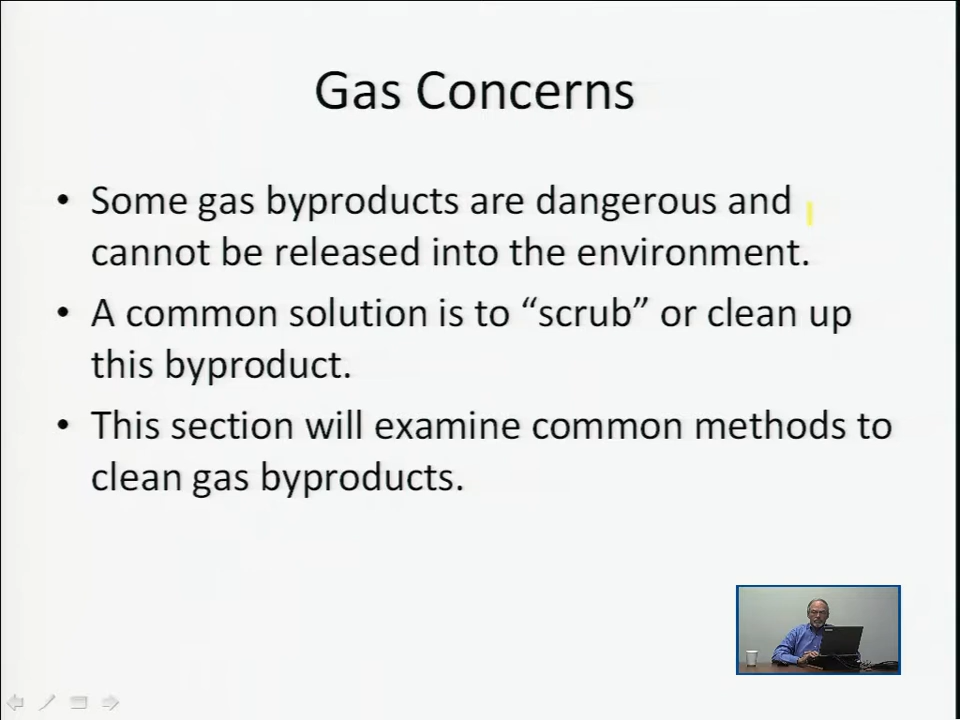 Gas Concerns
• Some gas byproducts are dangerous and
cannot be released into the environment.
• A common solution is to “scrub” or clean up
this byproduct.
• This section will examine common methods to
clean gas byproducts.